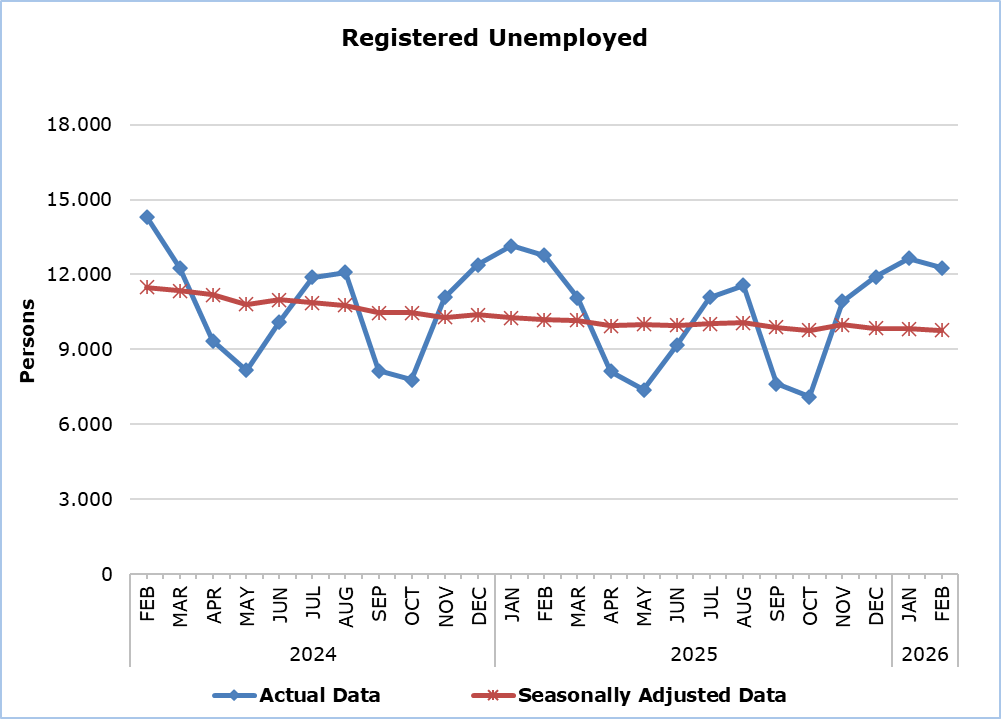 Registered Unemployed
18.000
15.000
12.000
9.000
6.000
3.000
0
Persons
FEB MAR APR MAY JUN JUL AUG SEP OCT NOV DEC JAN FEB MAR APR MAY JUN JUL AUG SEP OCT NOV DEC JAN FEB
2024 2025 2026
Actual Data Seasonally Adjusted Data